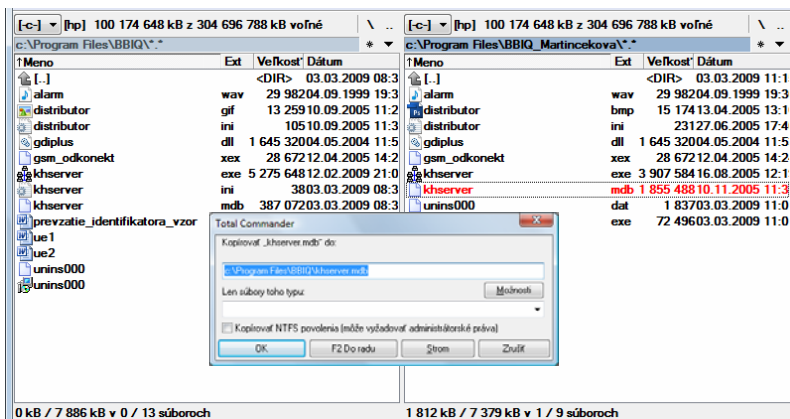 [-c-] [hp] 100 174 648 kB z 304 696 788 kB voľné \ ..
c:\Program Files\BBIQ\*.* *
↑Meno Ext Veľkosť Dátum
[..] <DIR> 03.03.2009 08:3
alarm wav 29 982 04.09.1999 19:3
distributor gif 13 259 10.09.2005 11:2
distributor ini 105 10.09.2005 11:3
gdiplus dll 1 645 320 04.05.2004 11:5
gsm_odkonekt xex 28 672 12.04.2005 14:2
khserver exe 5 275 648 12.02.2009 21:0
khserver ini 38 03.03.2009 08:3
khserver mdb 387 072 03.03.2009 08:3
prevzatie_identifikatora_vzor
ue1
ue2
unins000
unins000
0 kB / 7 886 kB v 0 / 13 súboroch
[-c-] [hp] 100 174 648 kB z 304 696 788 kB voľné \ ..
c:\Program Files\BBIQ_Martincekova\*.* *
↑Meno Ext Veľkosť Dátum
[..] <DIR> 03.03.2009 11:1
alarm wav 29 982 04.09.1999 19:3
distributor bmp 15 174 13.04.2005 13:1
distributor ini 231 27.06.2005 17:4
gdiplus dll 1 645 320 04.05.2004 11:5
gsm_odkonekt xex 28 672 12.04.2005 14:2
khserver exe 3 907 584 16.08.2005 12:1
khserver mdb 1 855 488 10.11.2005 11:3
unins000 dat 1 837 03.03.2009 11:0
exe 72 496 03.03.2009 11:0
1 812 kB / 7 379 kB v 1 / 9 súboroch
Total Commander
Kopírovať „khserver.mdb" do:
c:\Program Files\BBIQ\khserver.mdb
Len súbory toho typu:
Možnosti
Kopírovať NTFS povolenia (môže vyžadovať administrátorské práva)
OK F2 Do radu Strom Zrušiť